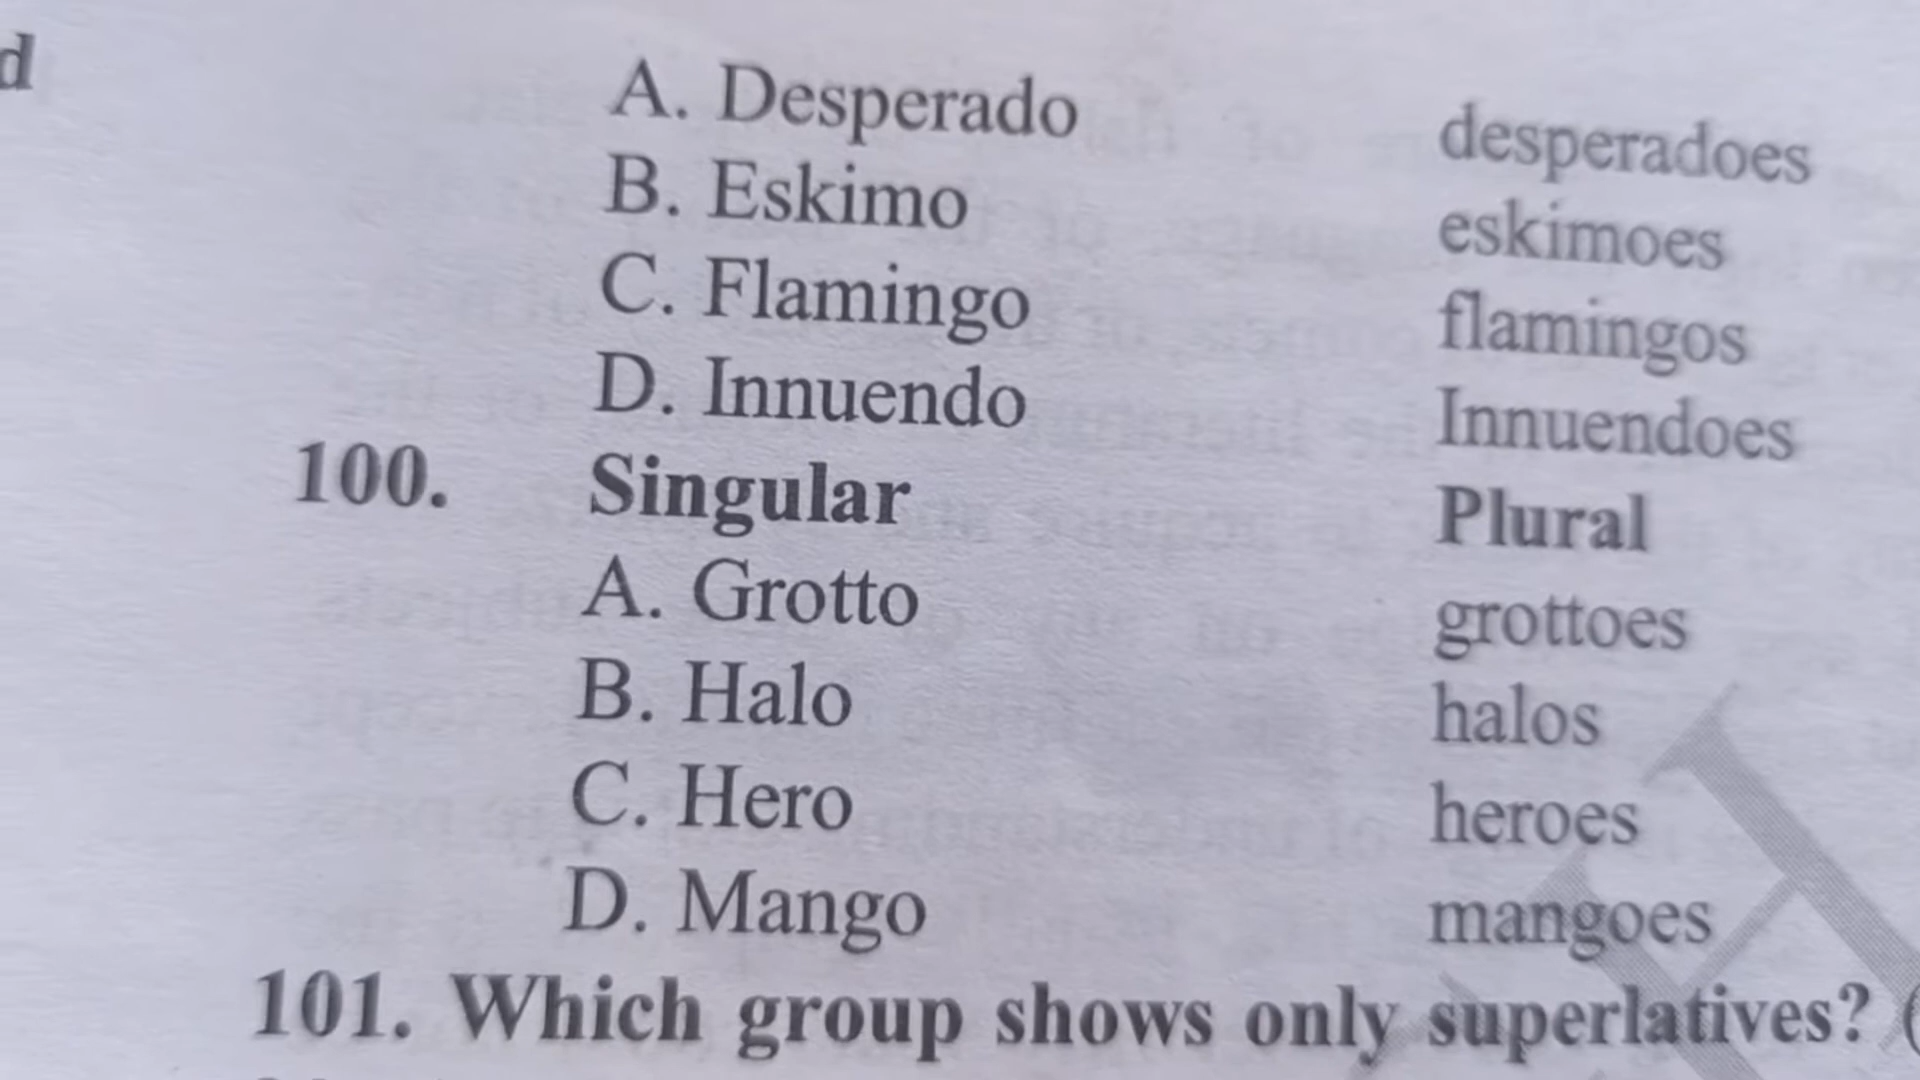 d
A. Desperado desperadoes
B. Eskimo eskimoes
C. Flamingo flamingos
D. Innuendo Innuendoes
100. Singular Plural
A. Grotto grottoes
B. Halo halos
C. Hero heroes
D. Mango mangoes
101. Which group shows only superlatives? (